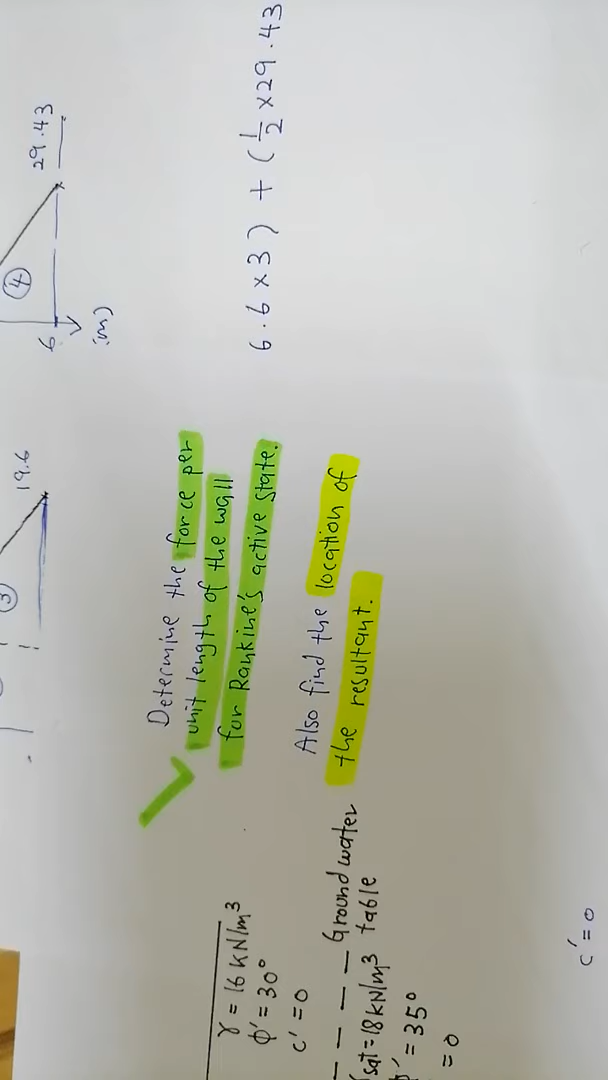 29.43
④
6
(m)
19.6
③
6.6 × 3) + (1/2 × 29.43
Determine the force per
unit length of the wall
for Rankine's active state.
Also find the location of
the resultant.
γ = 16 kN/m³
φ' = 30°
c' = 0
Groundwater
table
sat = 18 kN/m³
φ' = 35°
= 0
c' = 0